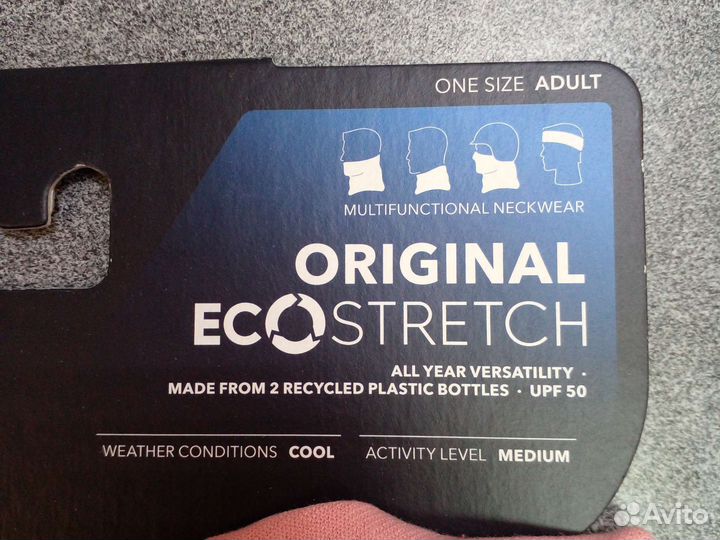 ONE SIZE ADULT
MULTIFUNCTIONAL NECKWEAR
ORIGINAL
ECOSTRETCH
ALL YEAR VERSATILITY ·
MADE FROM 2 RECYCLED PLASTIC BOTTLES · UPF 50
WEATHER CONDITIONS COOL ACTIVITY LEVEL MEDIUM
Avito